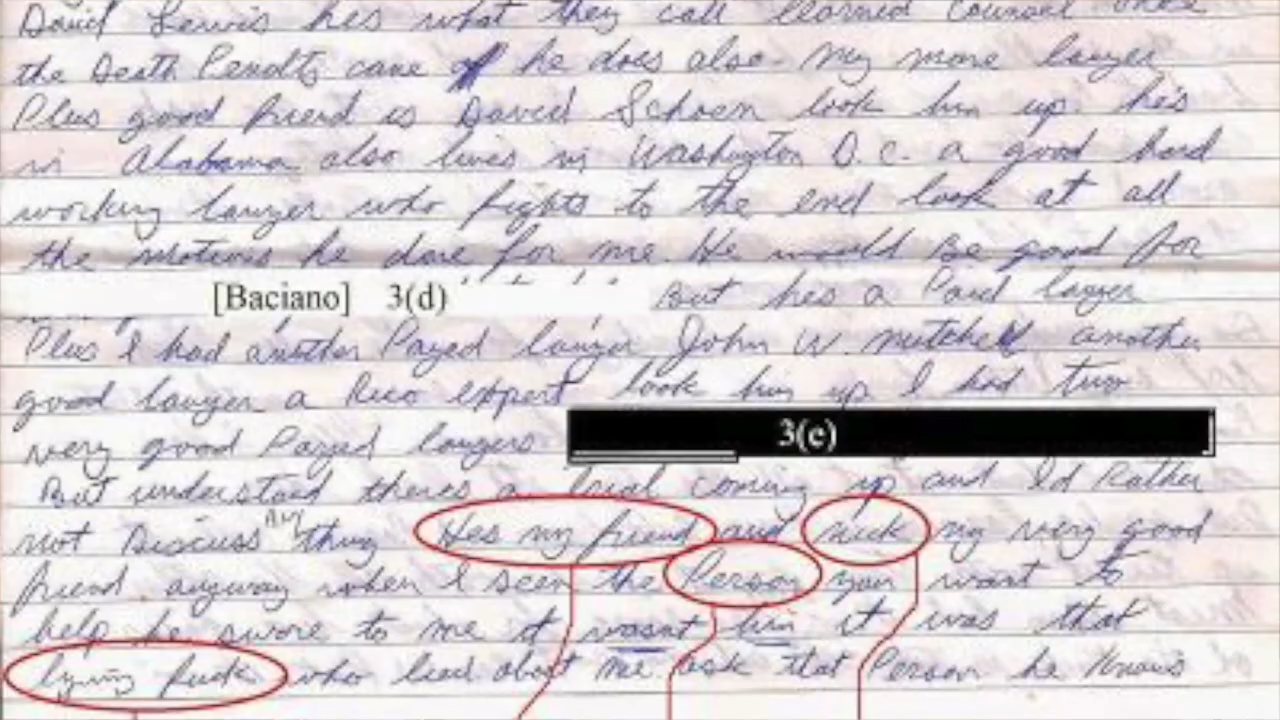 David Lewis hes what they call learned counsel
the Death Penalty case he does also. My more lawyer
Plus good friend is David Schoen look him up he's
in Alabama also lives in Washington D.C. a good hard
working lawyer who fights to the end look at all
the motions he done for me. He would be good for
[Baciano] 3(d) But hes a Paid lawyer
Plus I had another Payed lawyer John W. Mitchell another
good lawyer a Rico expert look him up I had two
very good Payed lawyers 3(e)
But understand theres a trial coming up and Id Rather
not Discuss Any thing Hes my friend and nick my very good
friend. anyway when I seen the Person you want to
help he swore to me it wasnt him it was that
lying fuck who lied about me. ask that Person he knows